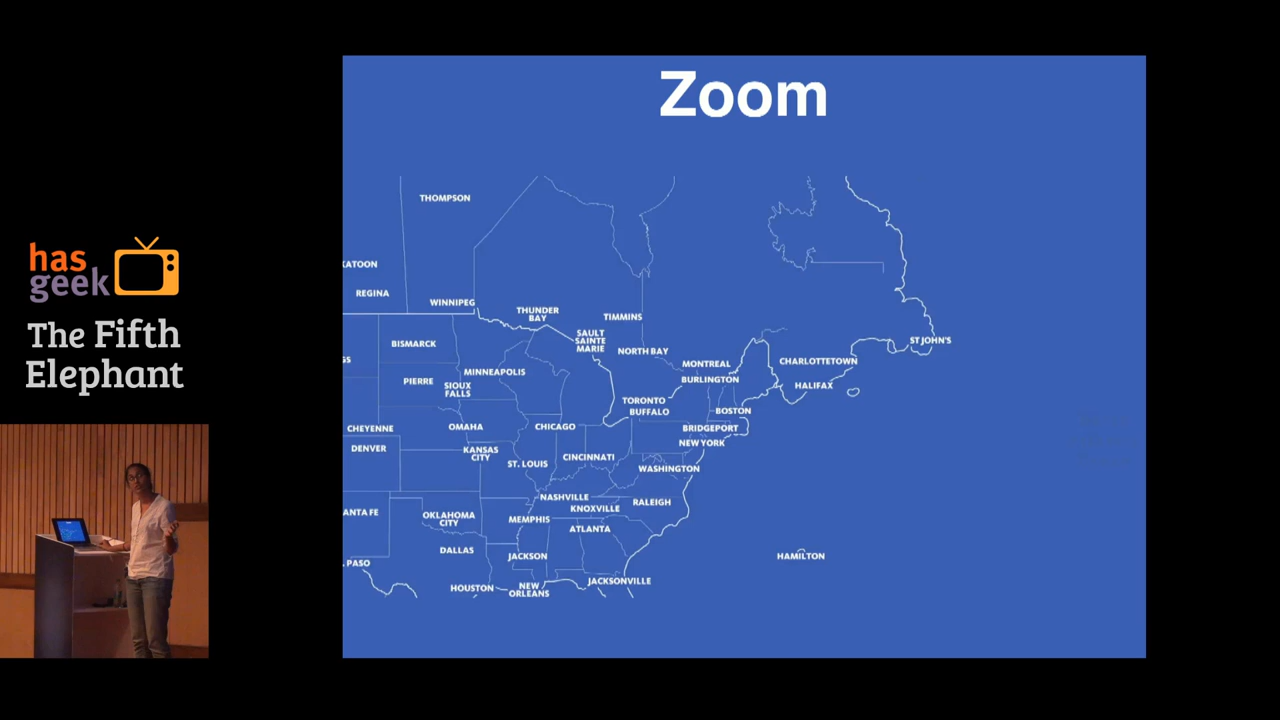 has
geek
The Fifth
Elephant
Zoom
THOMPSON
KATOON
REGINA
WINNIPEG
THUNDER
BAY
TIMMINS
SAULT
SAINTE
MARIE
NORTH BAY
ST JOHN'S
BISMARCK
GS
MINNEAPOLIS
MONTREAL
CHARLOTTETOWN
PIERRE
SIOUX
FALLS
BURLINGTON
HALIFAX
TORONTO
BUFFALO
BOSTON
CHEYENNE
OMAHA
CHICAGO
BRIDGEPORT
DENVER
KANSAS
CITY
ST. LOUIS
CINCINNATI
NEW YORK
WASHINGTON
NASHVILLE
KNOXVILLE
RALEIGH
ANTA FE
OKLAHOMA
CITY
MEMPHIS
ATLANTA
DALLAS
JACKSON
HAMILTON
. PASO
HOUSTON
NEW
ORLEANS
JACKSONVILLE